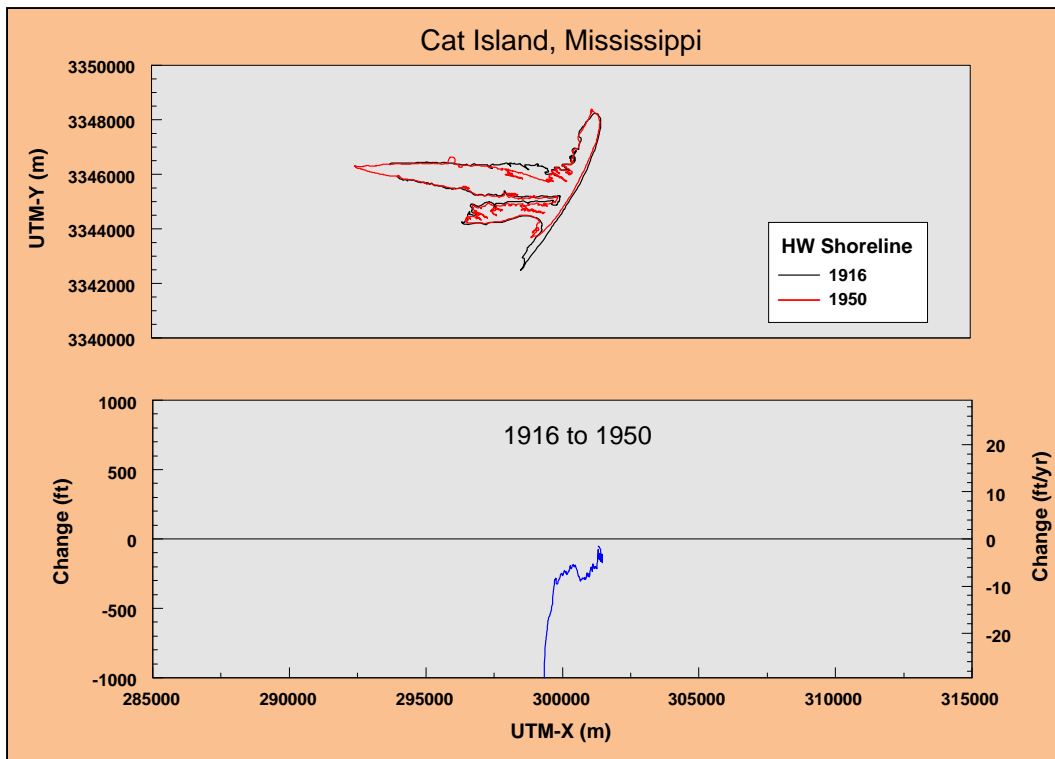 Cat Island, Mississippi
3350000
3348000
3346000
3344000
3342000
3340000
UTM-Y (m)
HW Shoreline
1916
1950
1916 to 1950
1000
500
0
-500
-1000
Change (ft)
20
10
0
-10
-20
Change (ft/yr)
285000 290000 295000 300000 305000 310000 315000
UTM-X (m)